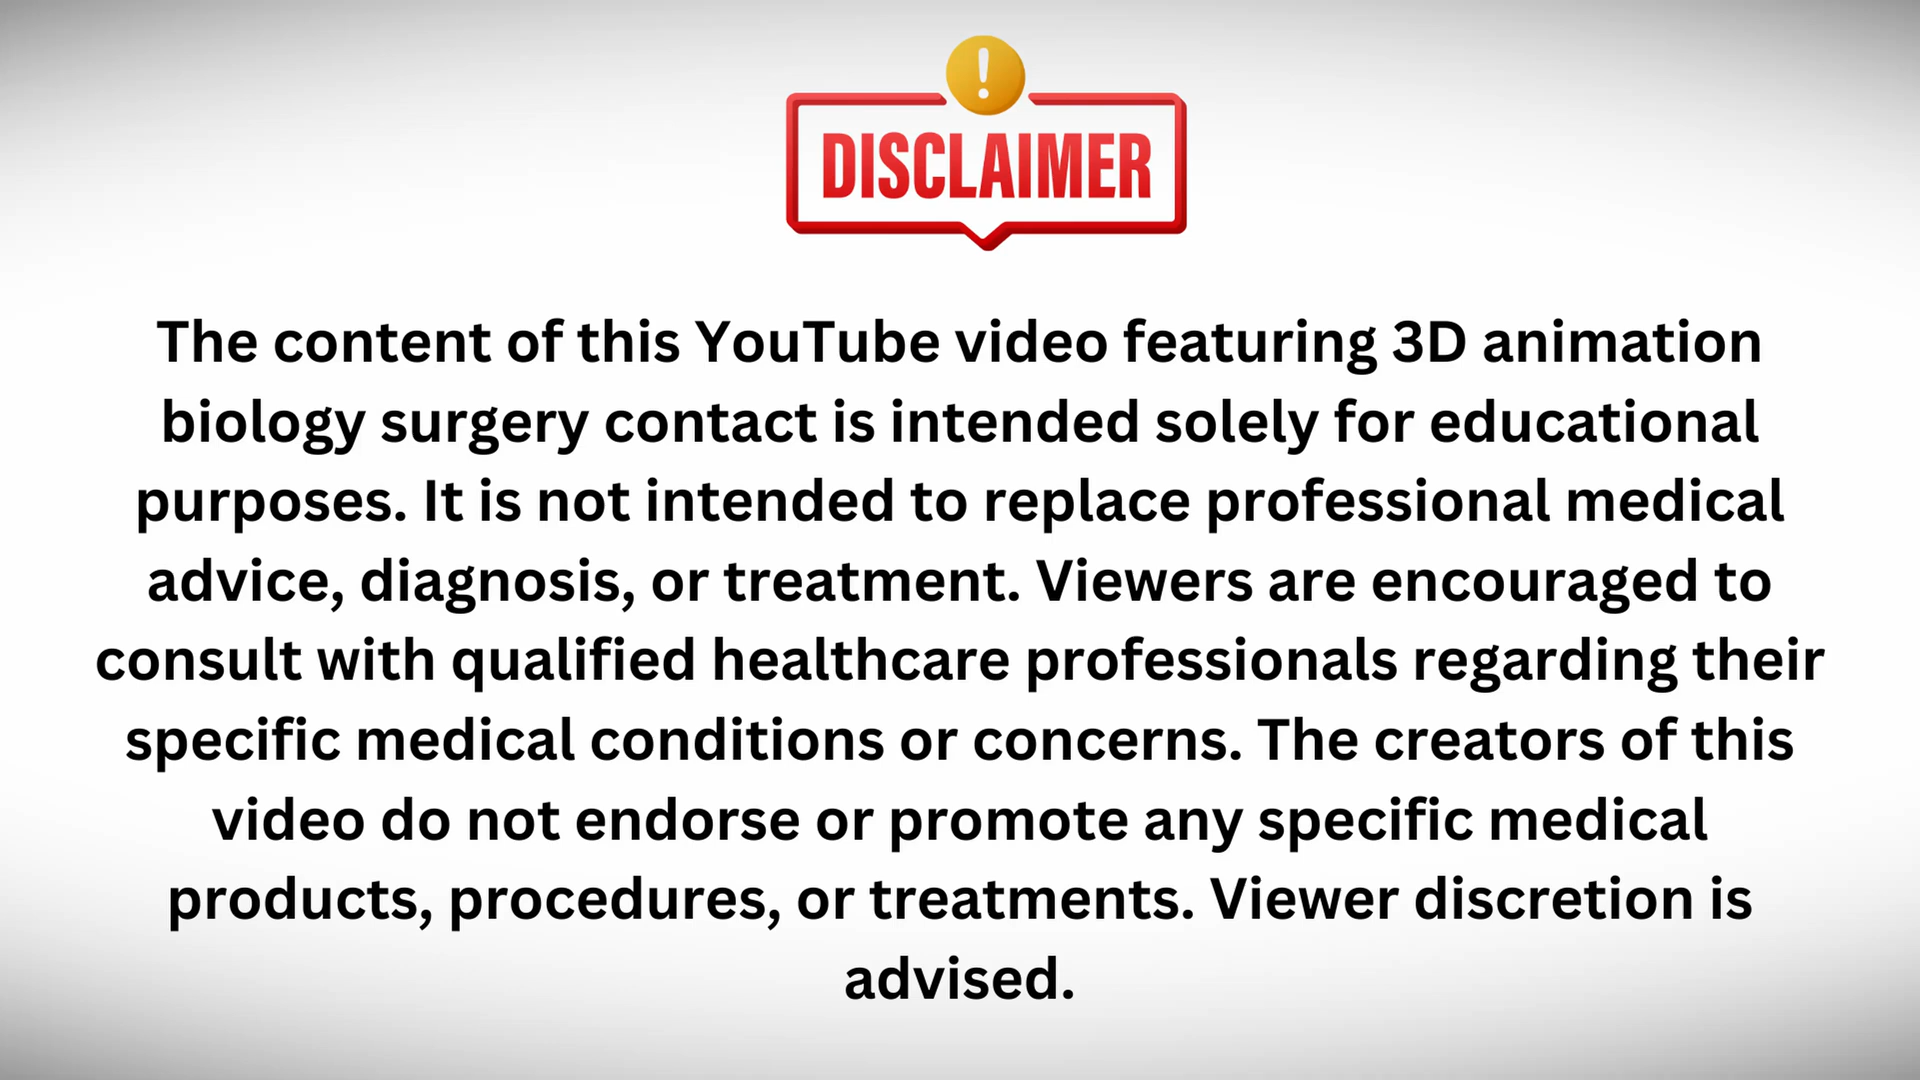 !
DISCLAIMER
The content of this YouTube video featuring 3D animation
biology surgery contact is intended solely for educational
purposes. It is not intended to replace professional medical
advice, diagnosis, or treatment. Viewers are encouraged to
consult with qualified healthcare professionals regarding their
specific medical conditions or concerns. The creators of this
video do not endorse or promote any specific medical
products, procedures, or treatments. Viewer discretion is
advised.